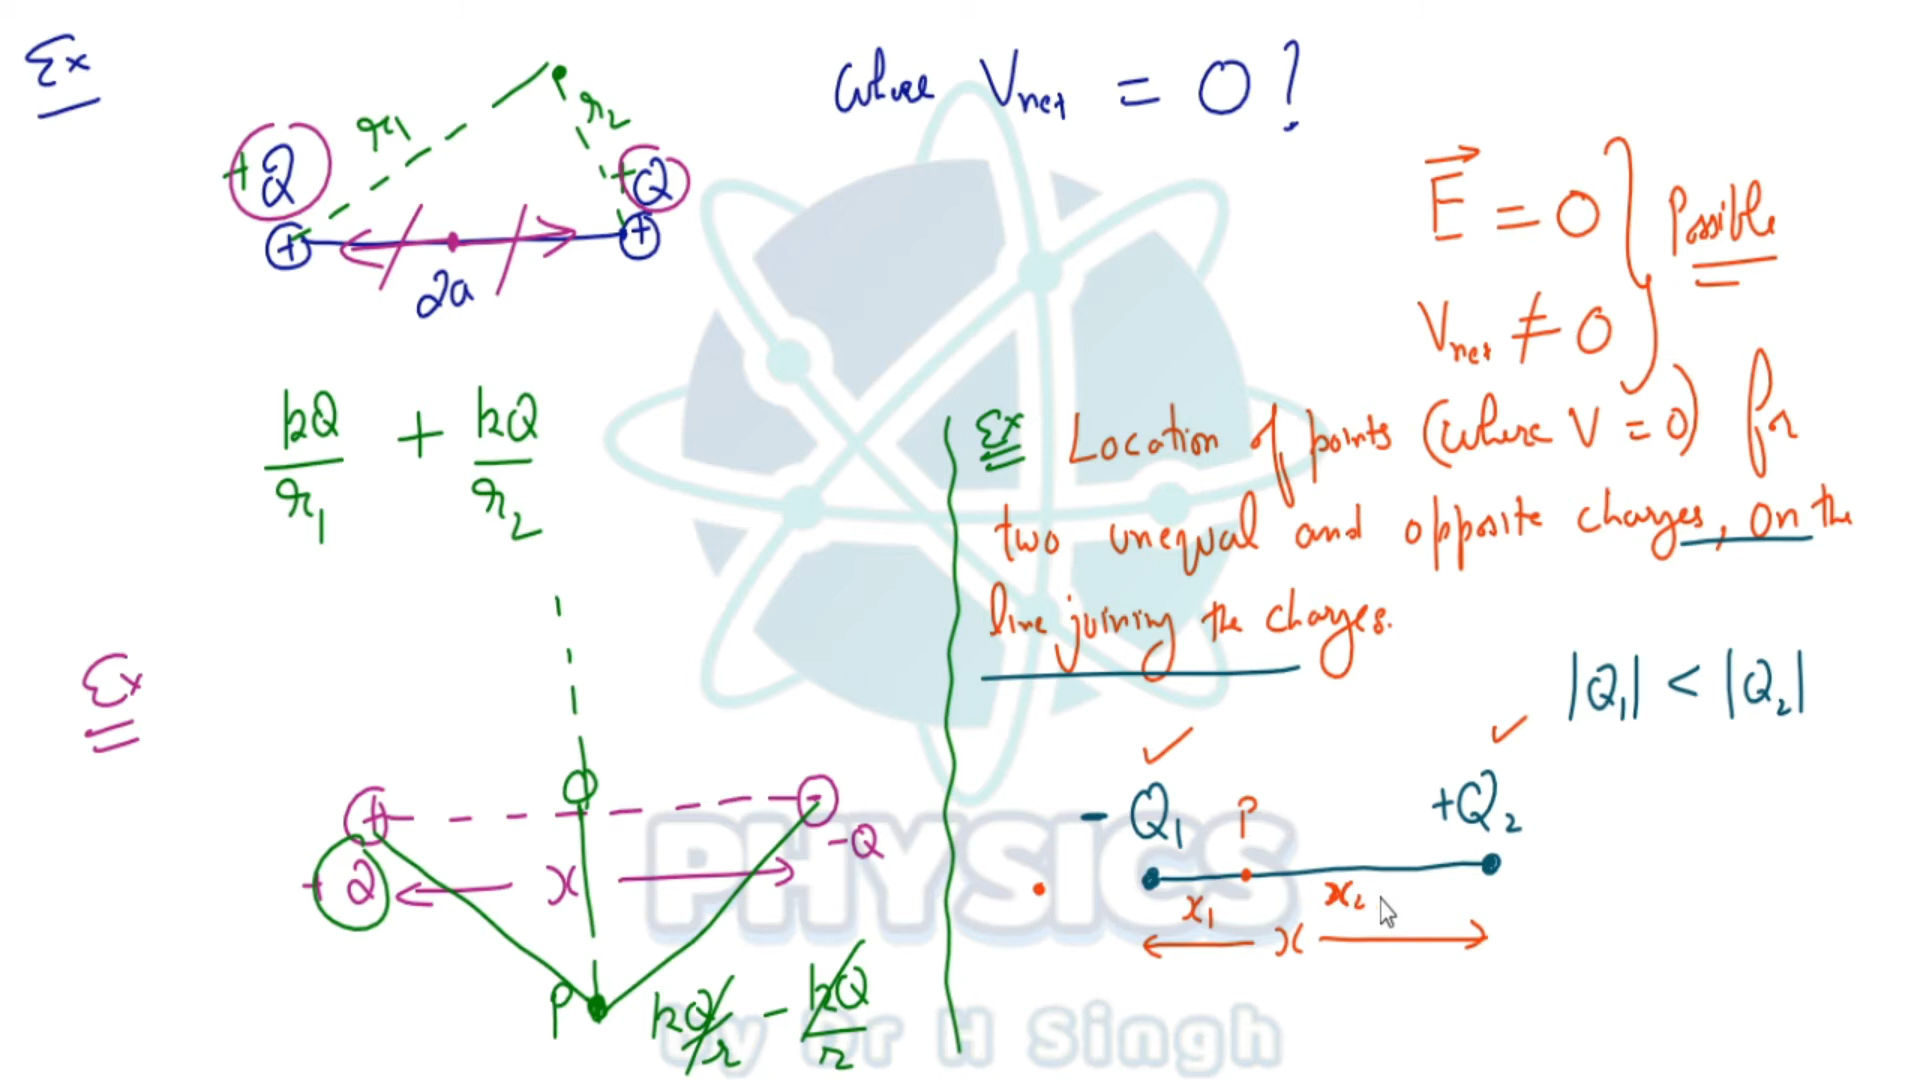 Ex
Where Vnet = 0?
P
r1
r2
+Q
+Q
+
+
2a
E = 0
Vnet ≠ 0
Possible
kQ/r1 + kQ/r2
Ex Location of points (where V = 0) for
two unequal and opposite charges, on the
line joining the charges.
|Q1| < |Q2|
Ex
+
-
+Q
-Q
x
O
P
kQ/r - kQ/r
- Q1
P
+Q2
x1
x2
x
PHYSICS
by Dr H Singh